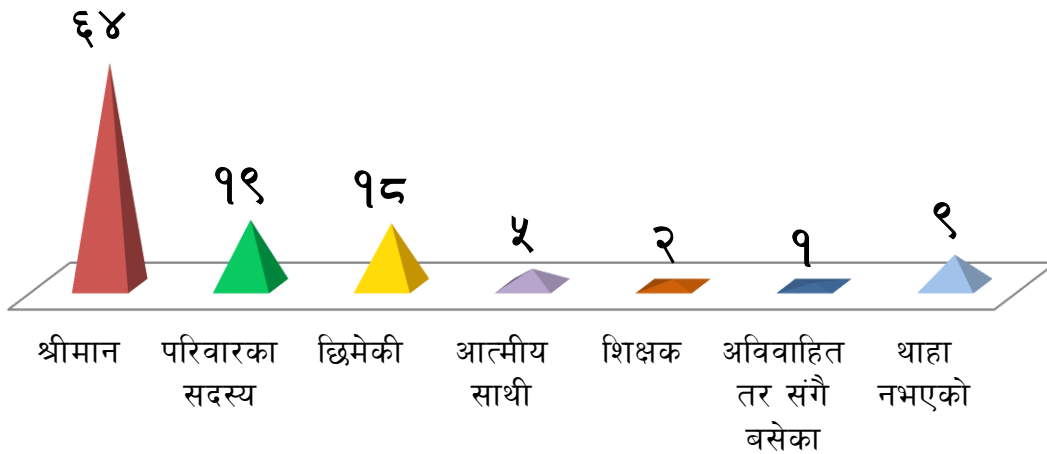 ६४
१९
१८
५
२
१
९
श्रीमान
परिवारका
सदस्य
छिमेकी
आत्मीय
साथी
शिक्षक
अविवाहित
तर संगै
बसेका
थाहा
नभएको